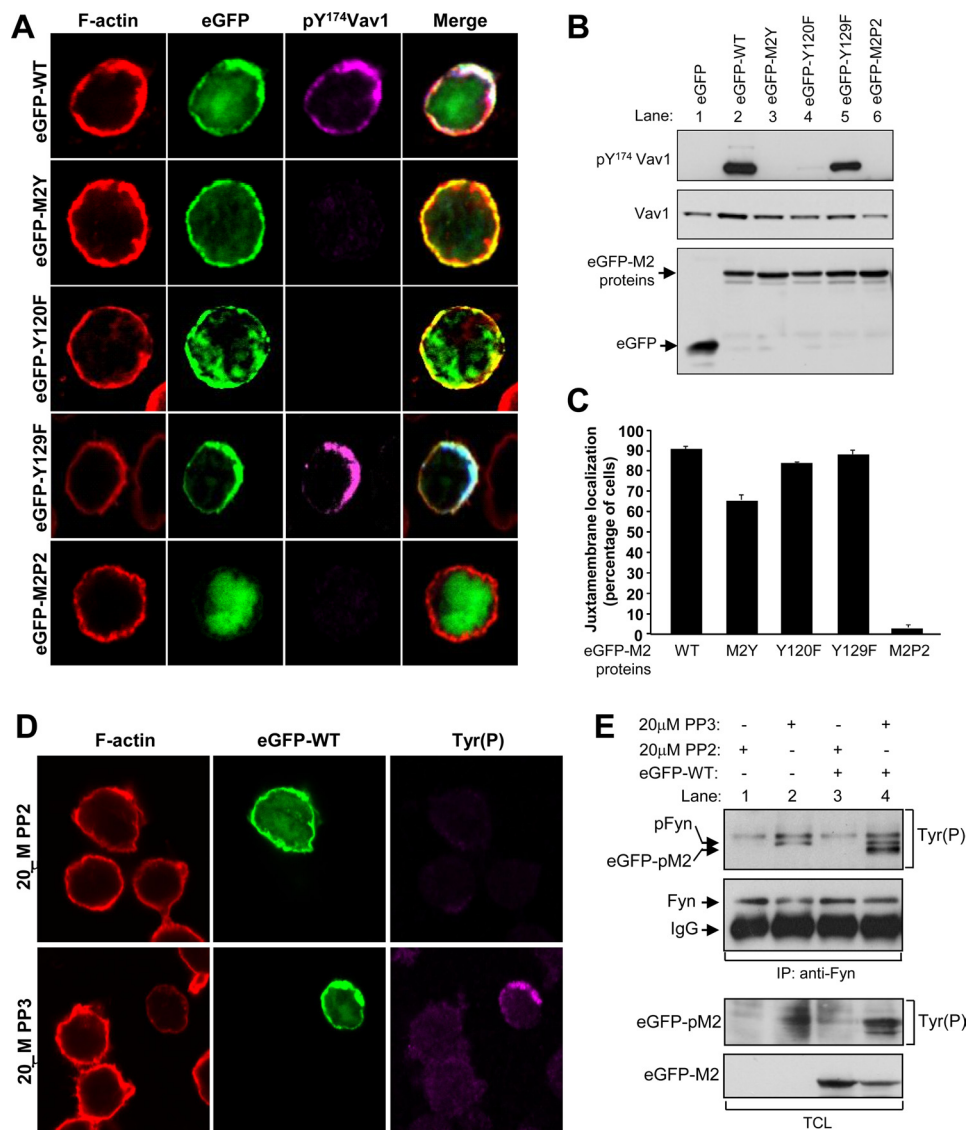 A
F-actin eGFP pY174Vav1 Merge
eGFP-WT
eGFP-M2Y
eGFP-Y120F
eGFP-Y129F
eGFP-M2P2
B
eGFP
eGFP-WT
eGFP-M2Y
eGFP-Y120F
eGFP-Y129F
eGFP-M2P2
Lane: 1 2 3 4 5 6
pY174 Vav1
Vav1
eGFP-M2
proteins
eGFP
C
Juxtamembrane localization
(percentage of cells)
100
90
80
70
60
50
40
30
20
10
0
eGFP-M2
proteins
WT M2Y Y120F Y129F M2P2
D
F-actin eGFP-WT Tyr(P)
20_M PP2
20_M PP3
E
20µM PP3: - + - +
20µM PP2: + - + -
eGFP-WT: - - + +
Lane: 1 2 3 4
pFyn
eGFP-pM2
Tyr(P)
Fyn
IgG
IP: anti-Fyn
eGFP-pM2
Tyr(P)
eGFP-M2
TCL